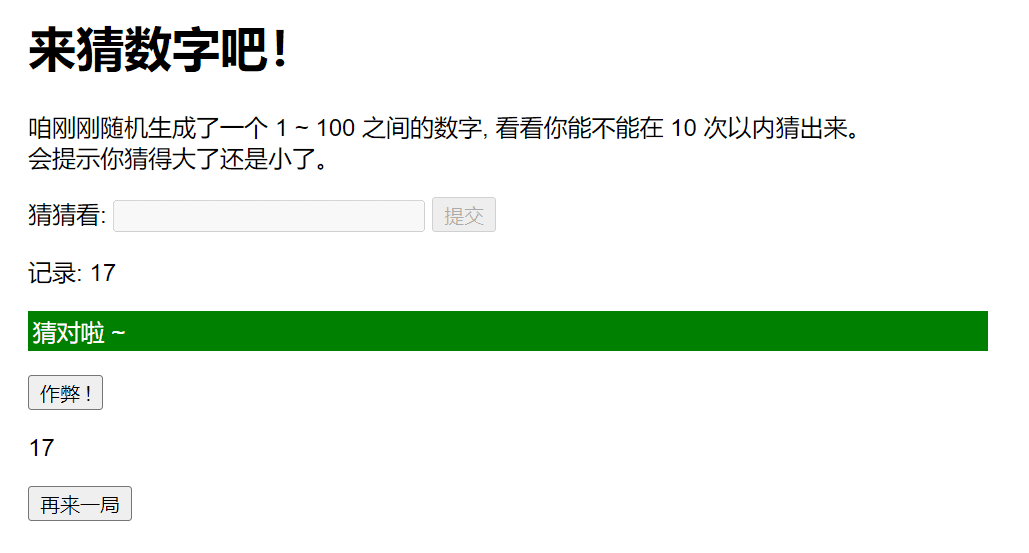 来猜数字吧！
咱刚刚随机生成了一个 1 ~ 100 之间的数字, 看看你能不能在 10 次以内猜出来。
会提示你猜得大了还是小了。
猜猜看: 提交
记录: 17
猜对啦 ~
作弊 !
17
再来一局